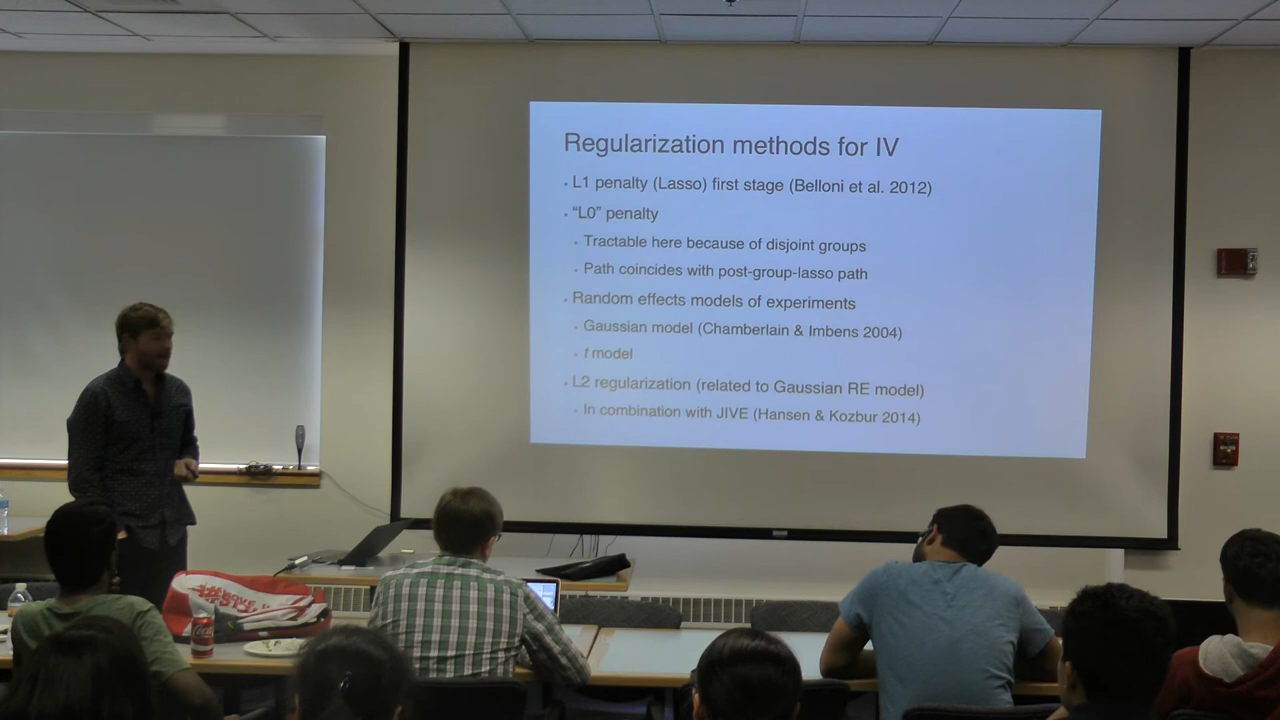 Regularization methods for IV
L1 penalty (Lasso) first stage (Belloni et al. 2012)
“L0” penalty
Tractable here because of disjoint groups
Path coincides with post-group-lasso path
Random effects models of experiments
Gaussian model (Chamberlain & Imbens 2004)
t model
L2 regularization (related to Gaussian RE model)
In combination with JIVE (Hansen & Kozbur 2014)